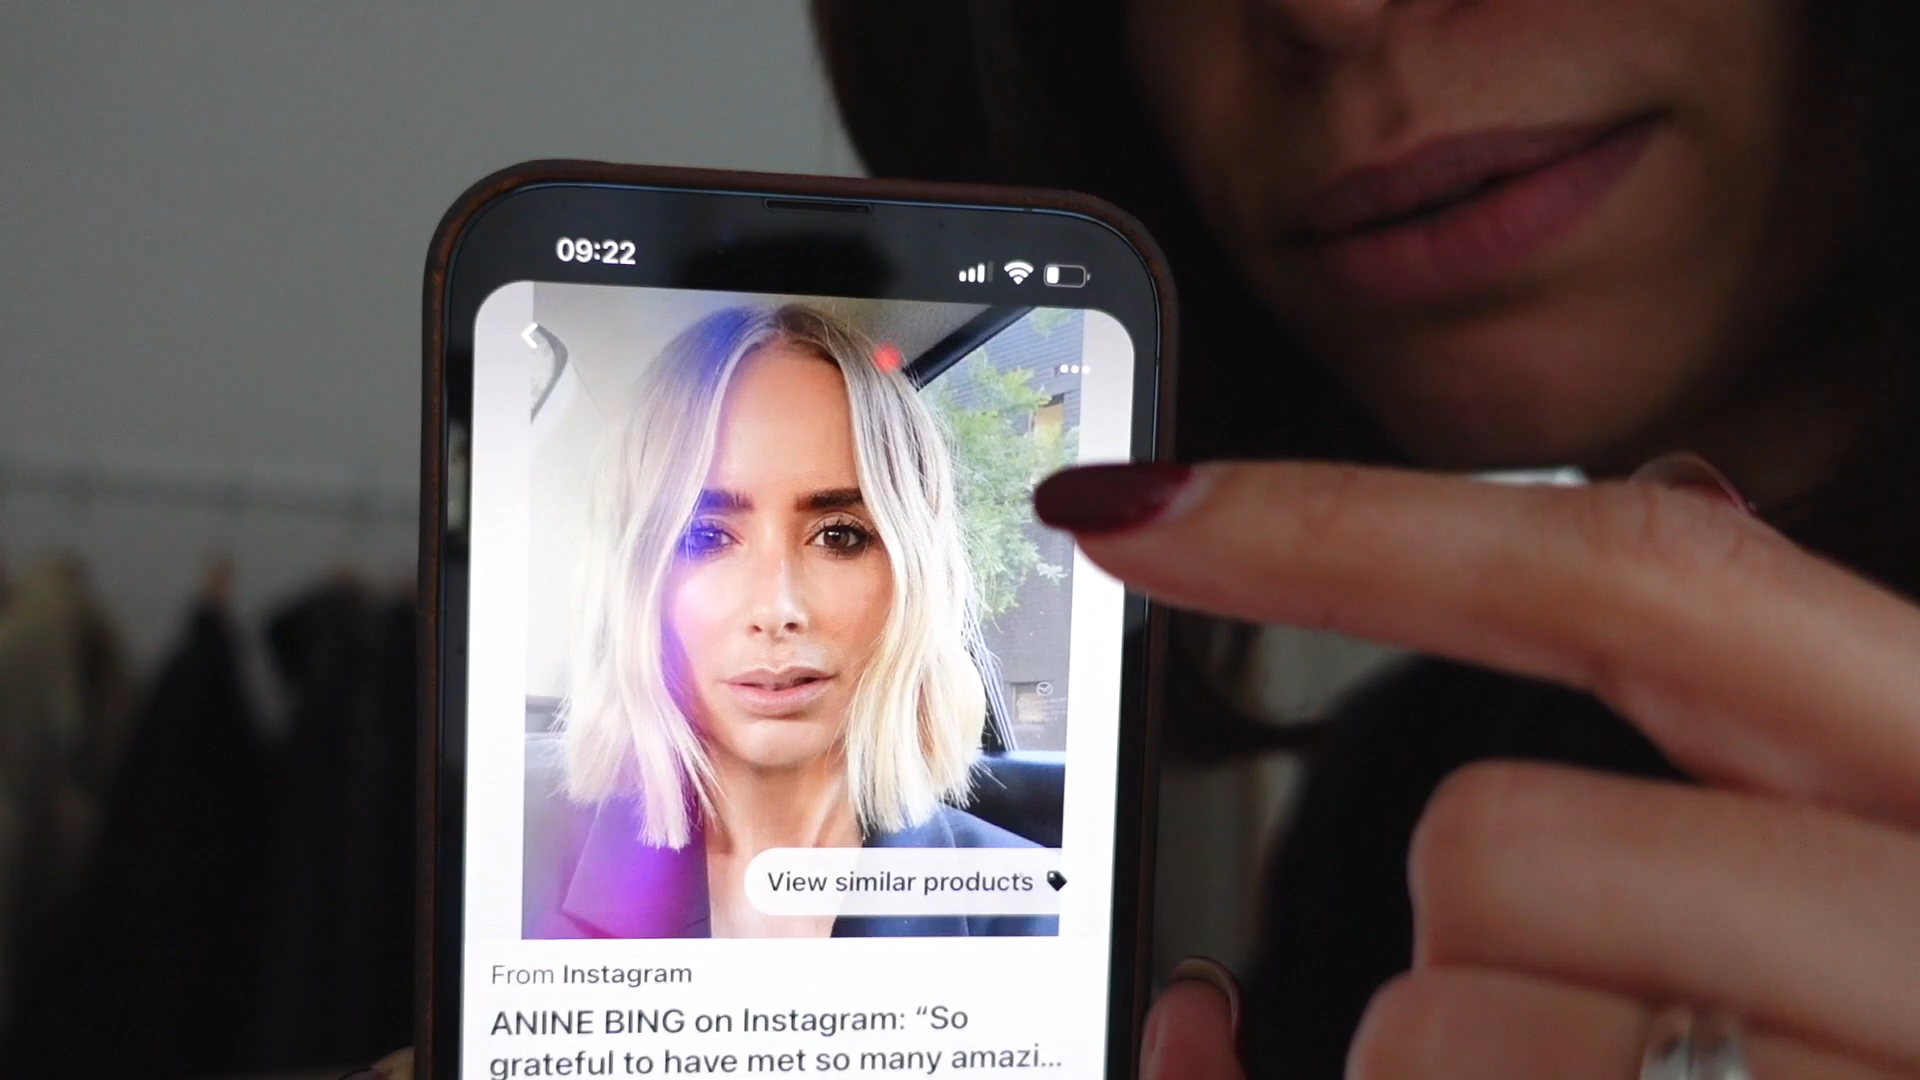 09:22
View similar products
From Instagram
ANINE BING on Instagram: “So
grateful to have met so many amazi...